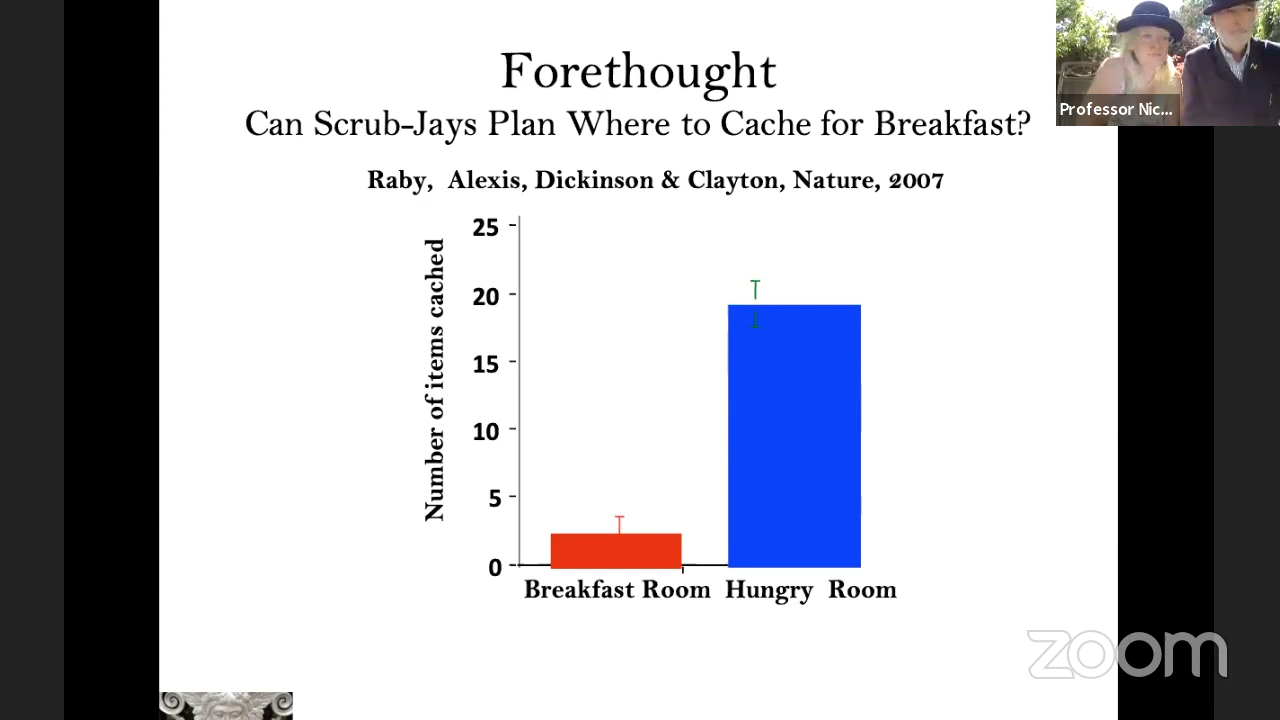 Forethought
Can Scrub-Jays Plan Where to Cache for Breakfast?
Raby, Alexis, Dickinson & Clayton, Nature, 2007
Professor Nic...
Number of items cached
25
20
15
10
5
0
Breakfast Room Hungry Room
zoom